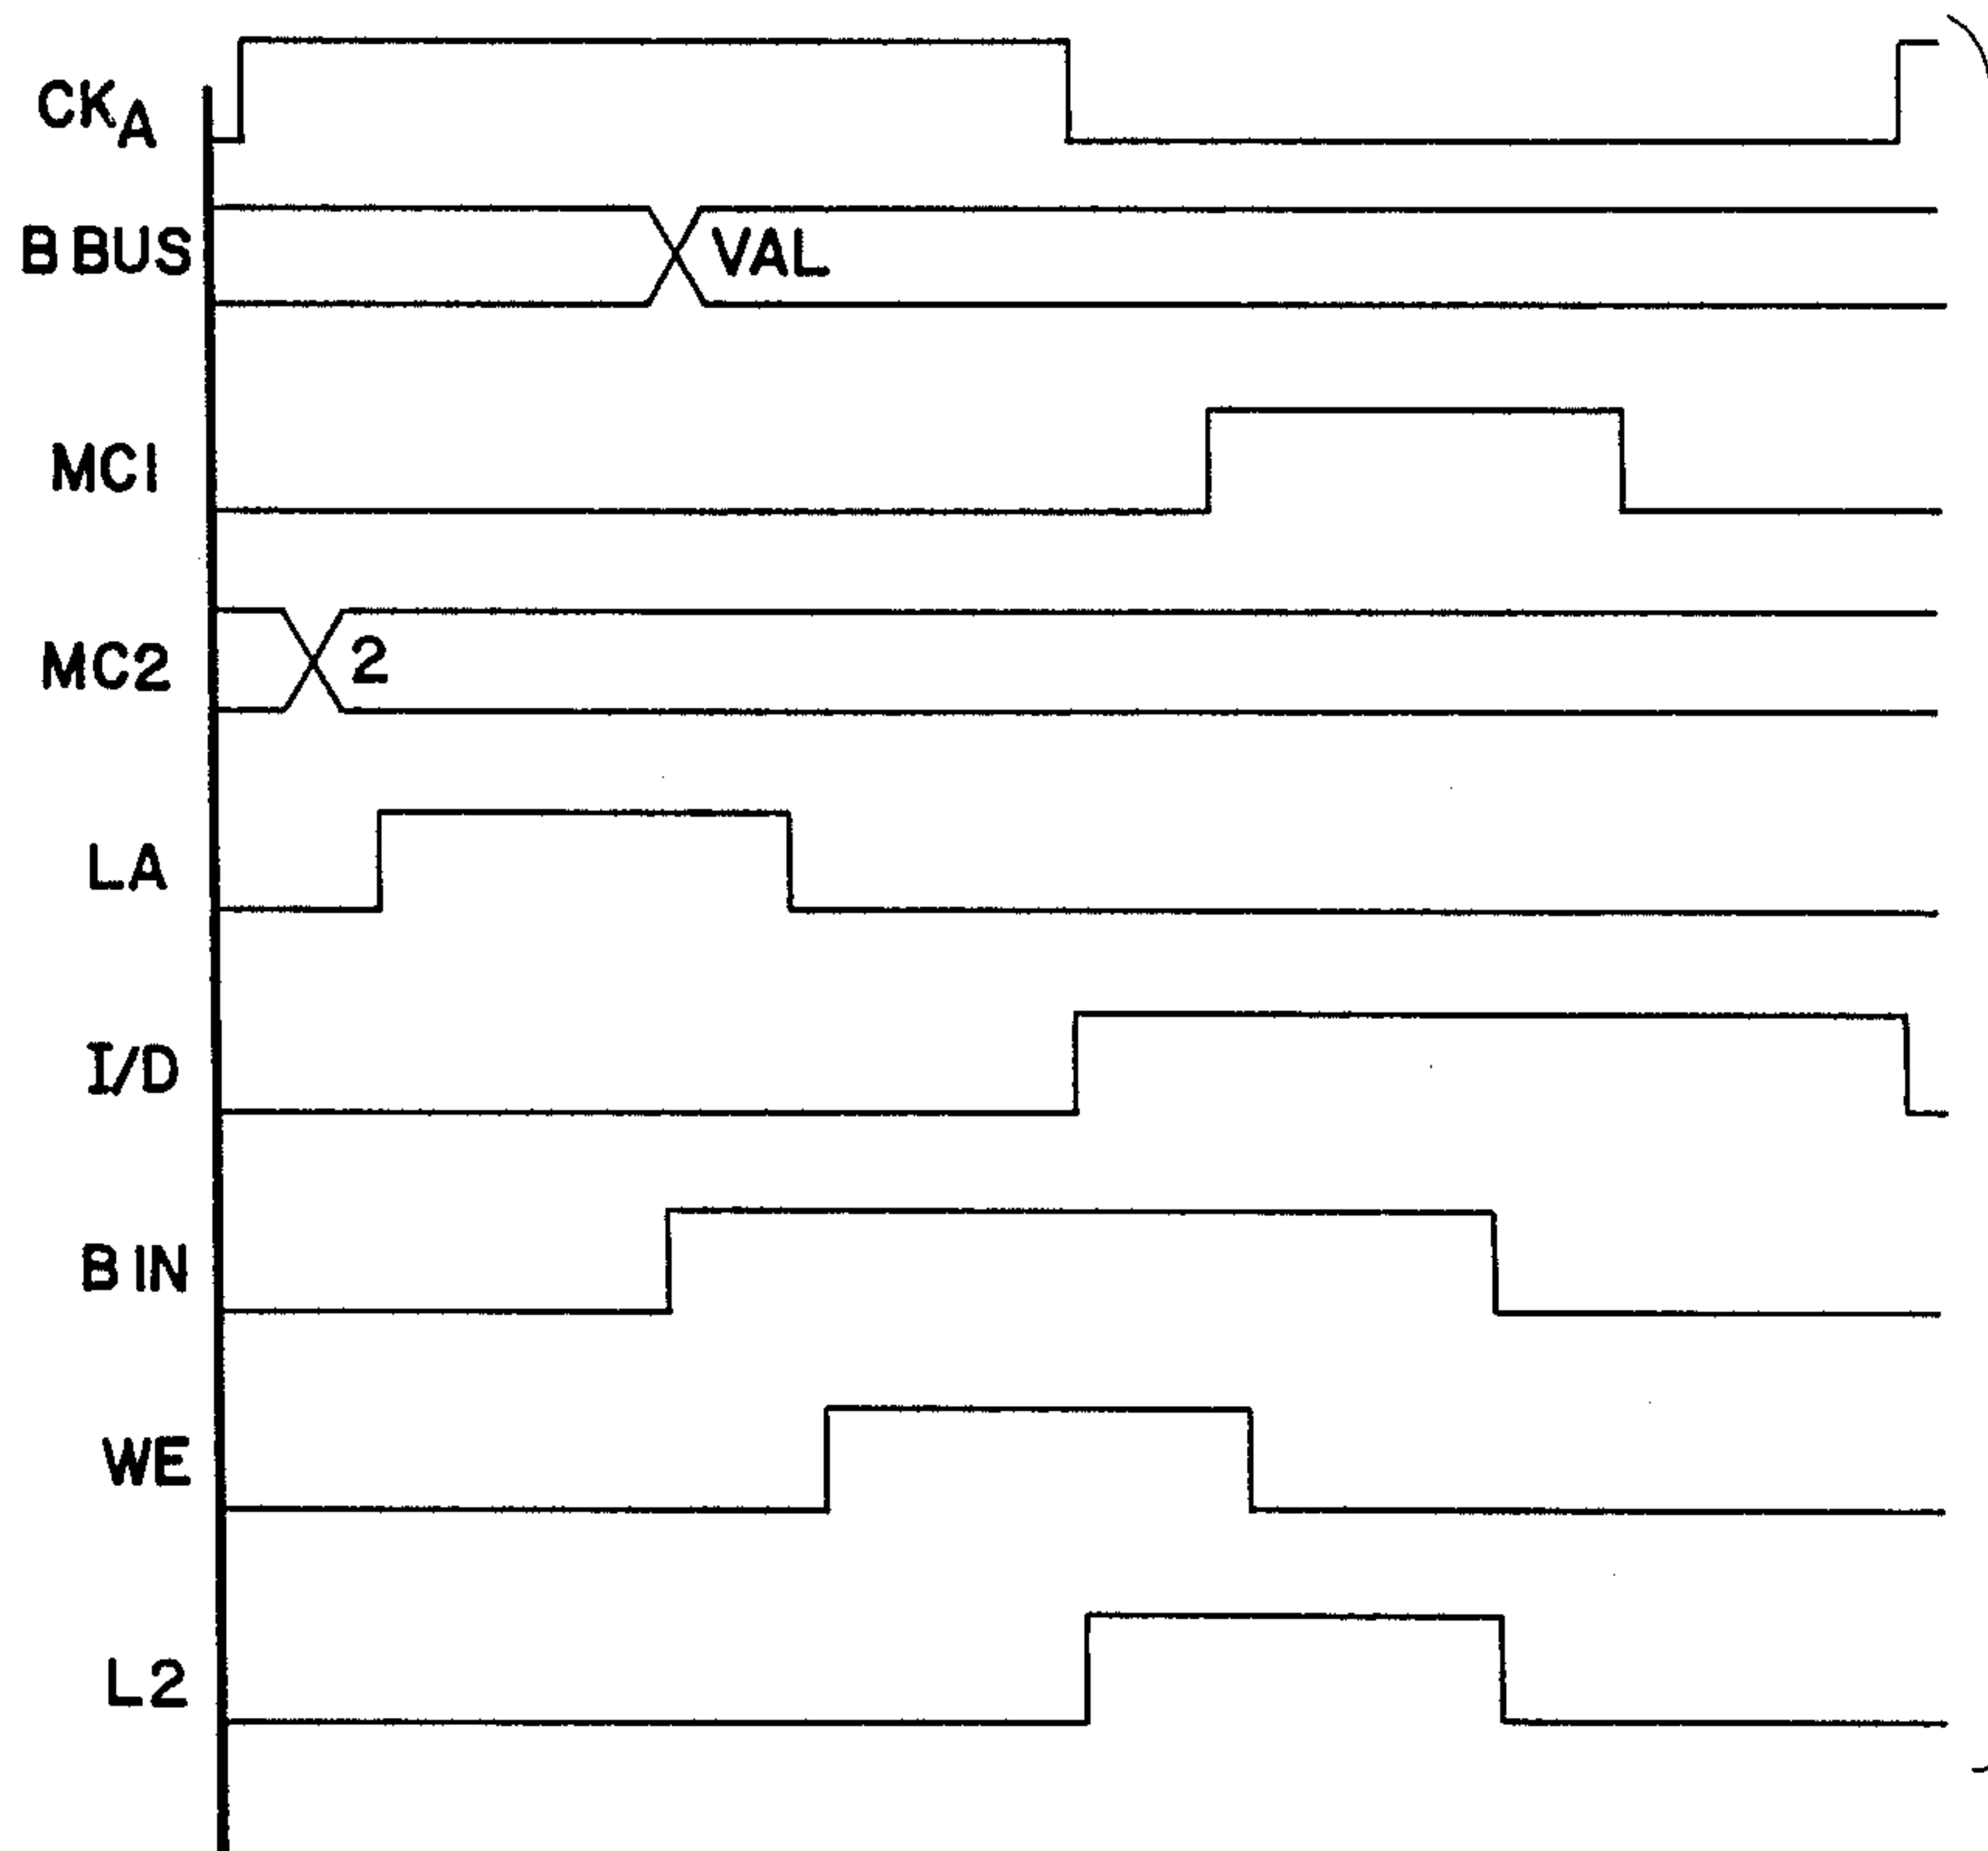 CKA
B BUS VAL
MC1
MC2 2
LA
I/D
B IN
WE
L2